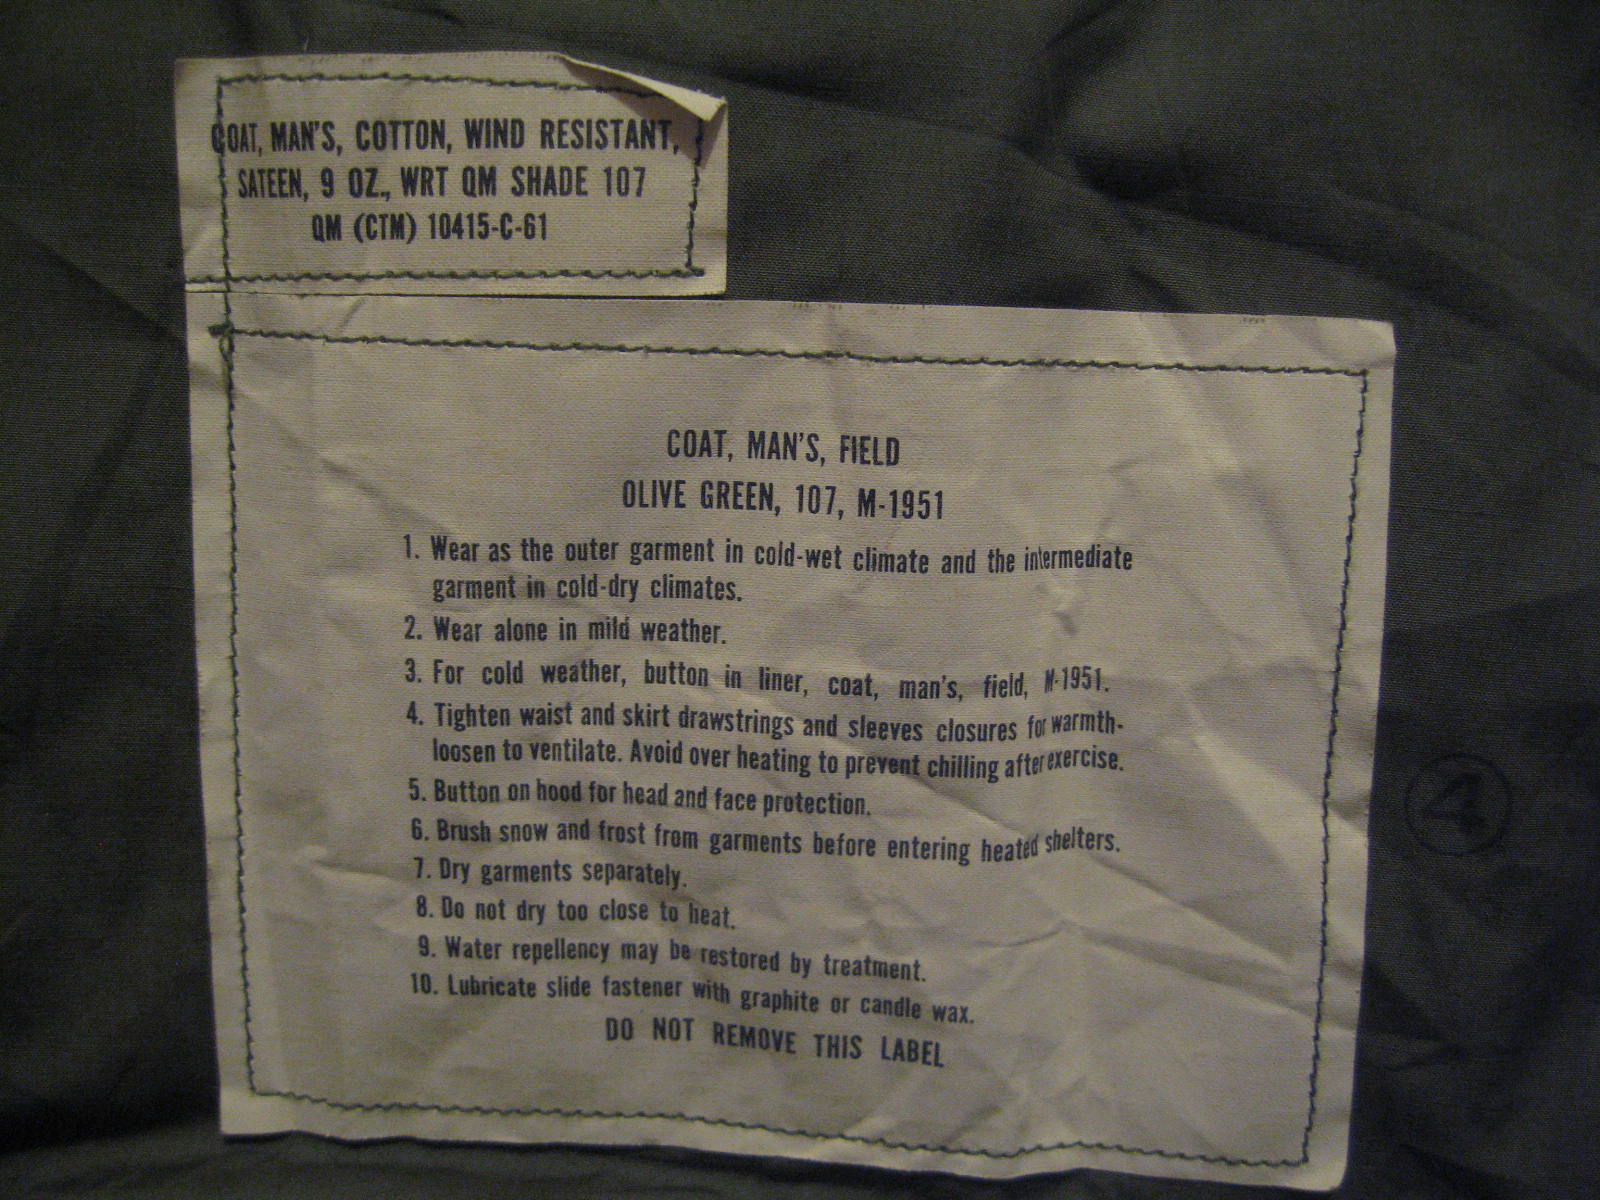 COAT, MAN'S, COTTON, WIND RESISTANT,
SATEEN, 9 OZ., WRT QM SHADE 107
QM (CTM) 10415-C-61
COAT, MAN'S, FIELD
OLIVE GREEN, 107, M-1951
1. Wear as the outer garment in cold-wet climate and the intermediate
garment in cold-dry climates.
2. Wear alone in mild weather.
3. For cold weather, button in liner, coat, man's, field, M-1951.
4. Tighten waist and skirt drawstrings and sleeves closures for warmth-
loosen to ventilate. Avoid over heating to prevent chilling after exercise.
5. Button on hood for head and face protection.
6. Brush snow and frost from garments before entering heated shelters.
7. Dry garments separately.
8. Do not dry too close to heat.
9. Water repellency may be restored by treatment.
10. Lubricate slide fastener with graphite or candle wax.
DO NOT REMOVE THIS LABEL
4